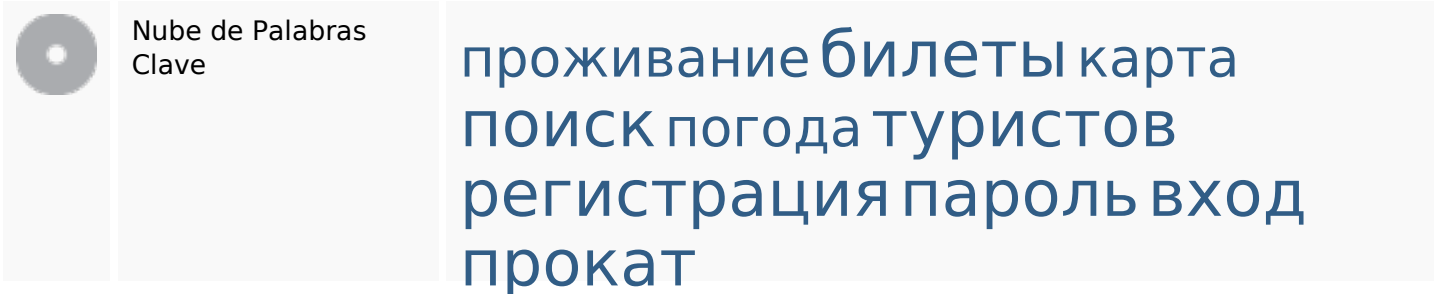 Nube de Palabras
Clave
проживание билеты карта
поиск погода туристов
регистрация пароль вход
прокат